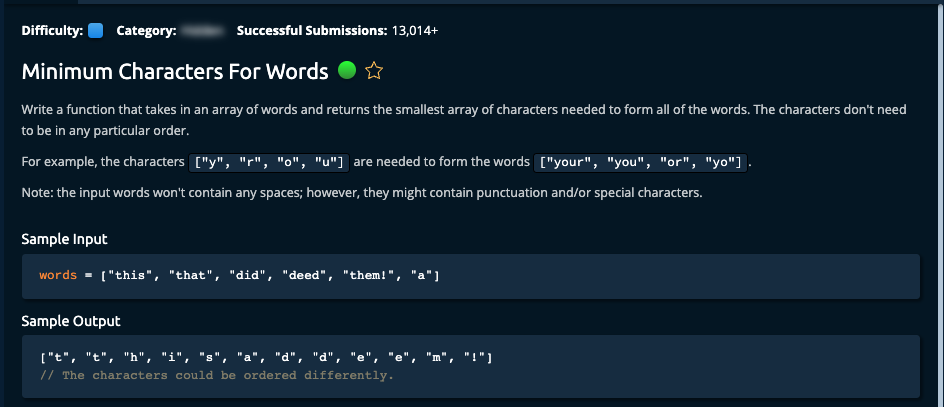 Difficulty: Category: Successful Submissions: 13,014+
Minimum Characters For Words
Write a function that takes in an array of words and returns the smallest array of characters needed to form all of the words. The characters don't need
to be in any particular order.
For example, the characters ["y", "r", "o", "u"] are needed to form the words ["your", "you", "or", "yo"] .
Note: the input words won't contain any spaces; however, they might contain punctuation and/or special characters.
Sample Input
words = ["this", "that", "did", "deed", "them!", "a"]
Sample Output
["t", "t", "h", "i", "s", "a", "d", "d", "e", "e", "m", "!"]
// The characters could be ordered differently.